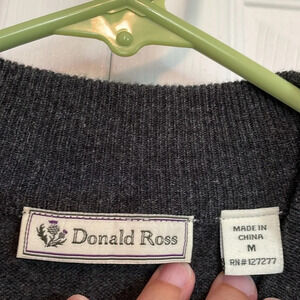 Donald Ross
MADE IN
CHINA
M
RN#127277